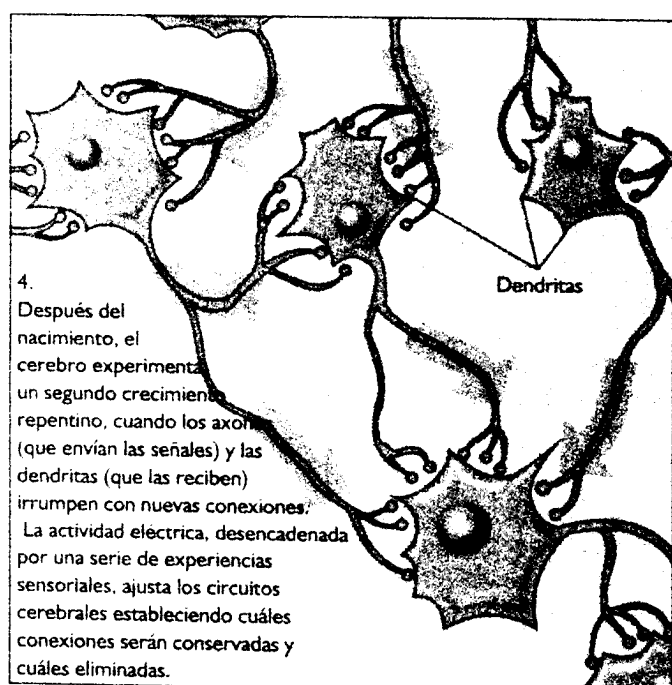 Dendritas
4.
Después del
nacimiento, el
cerebro experimenta
un segundo crecimiento
repentino, cuando los axones
(que envían las señales) y las
dendritas (que las reciben)
irrumpen con nuevas conexiones.
La actividad eléctrica, desencadenada
por una serie de experiencias
sensoriales, ajusta los circuitos
cerebrales estableciendo cuáles
conexiones serán conservadas y
cuáles eliminadas.